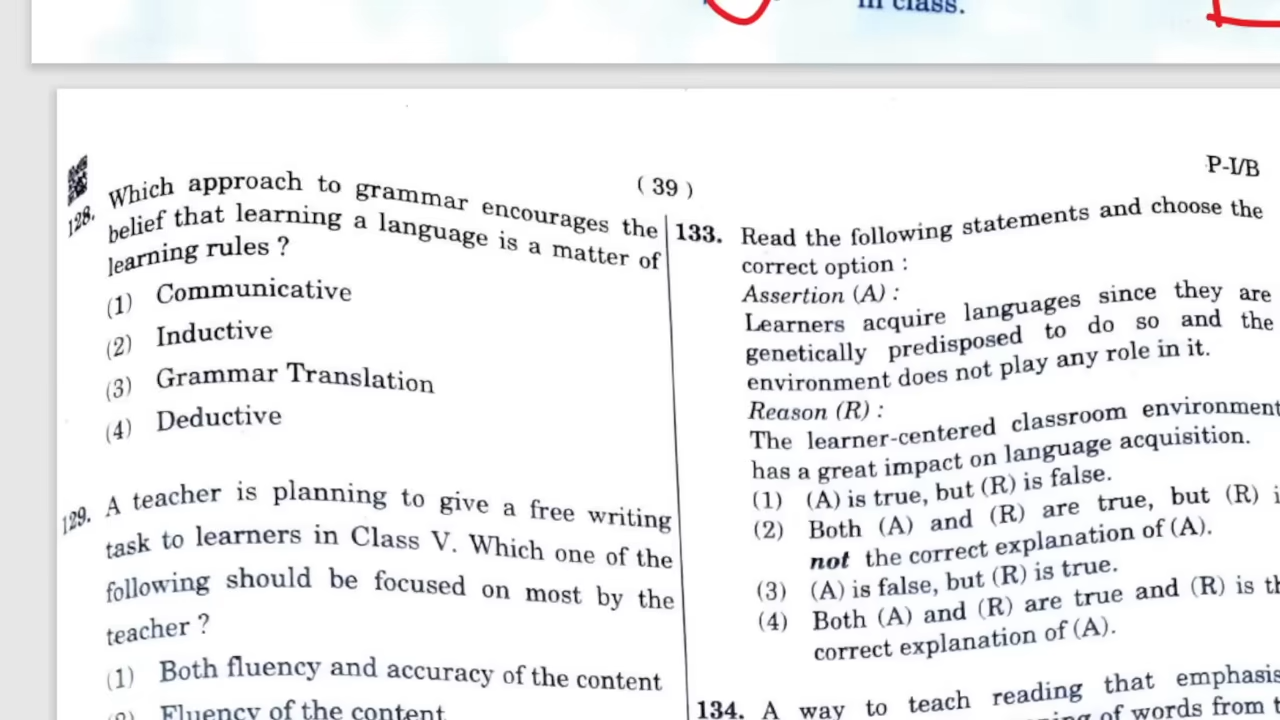 in class.
( 39 )
P-I/B
128. Which approach to grammar encourages the
belief that learning a language is a matter of
learning rules ?
(1) Communicative
(2) Inductive
(3) Grammar Translation
(4) Deductive
129. A teacher is planning to give a free writing
task to learners in Class V. Which one of the
following should be focused on most by the
teacher ?
(1) Both fluency and accuracy of the content
Fluency of the content
133. Read the following statements and choose the
correct option :
Assertion (A) :
Learners acquire languages since they are
genetically predisposed to do so and the
environment does not play any role in it.
Reason (R) :
The learner-centered classroom environment
has a great impact on language acquisition.
(1) (A) is true, but (R) is false.
(2) Both (A) and (R) are true, but (R)
not the correct explanation of (A).
(3) (A) is false, but (R) is true.
(4) Both (A) and (R) are true and (R) is
correct explanation of (A).
134. A way to teach reading that
of words from